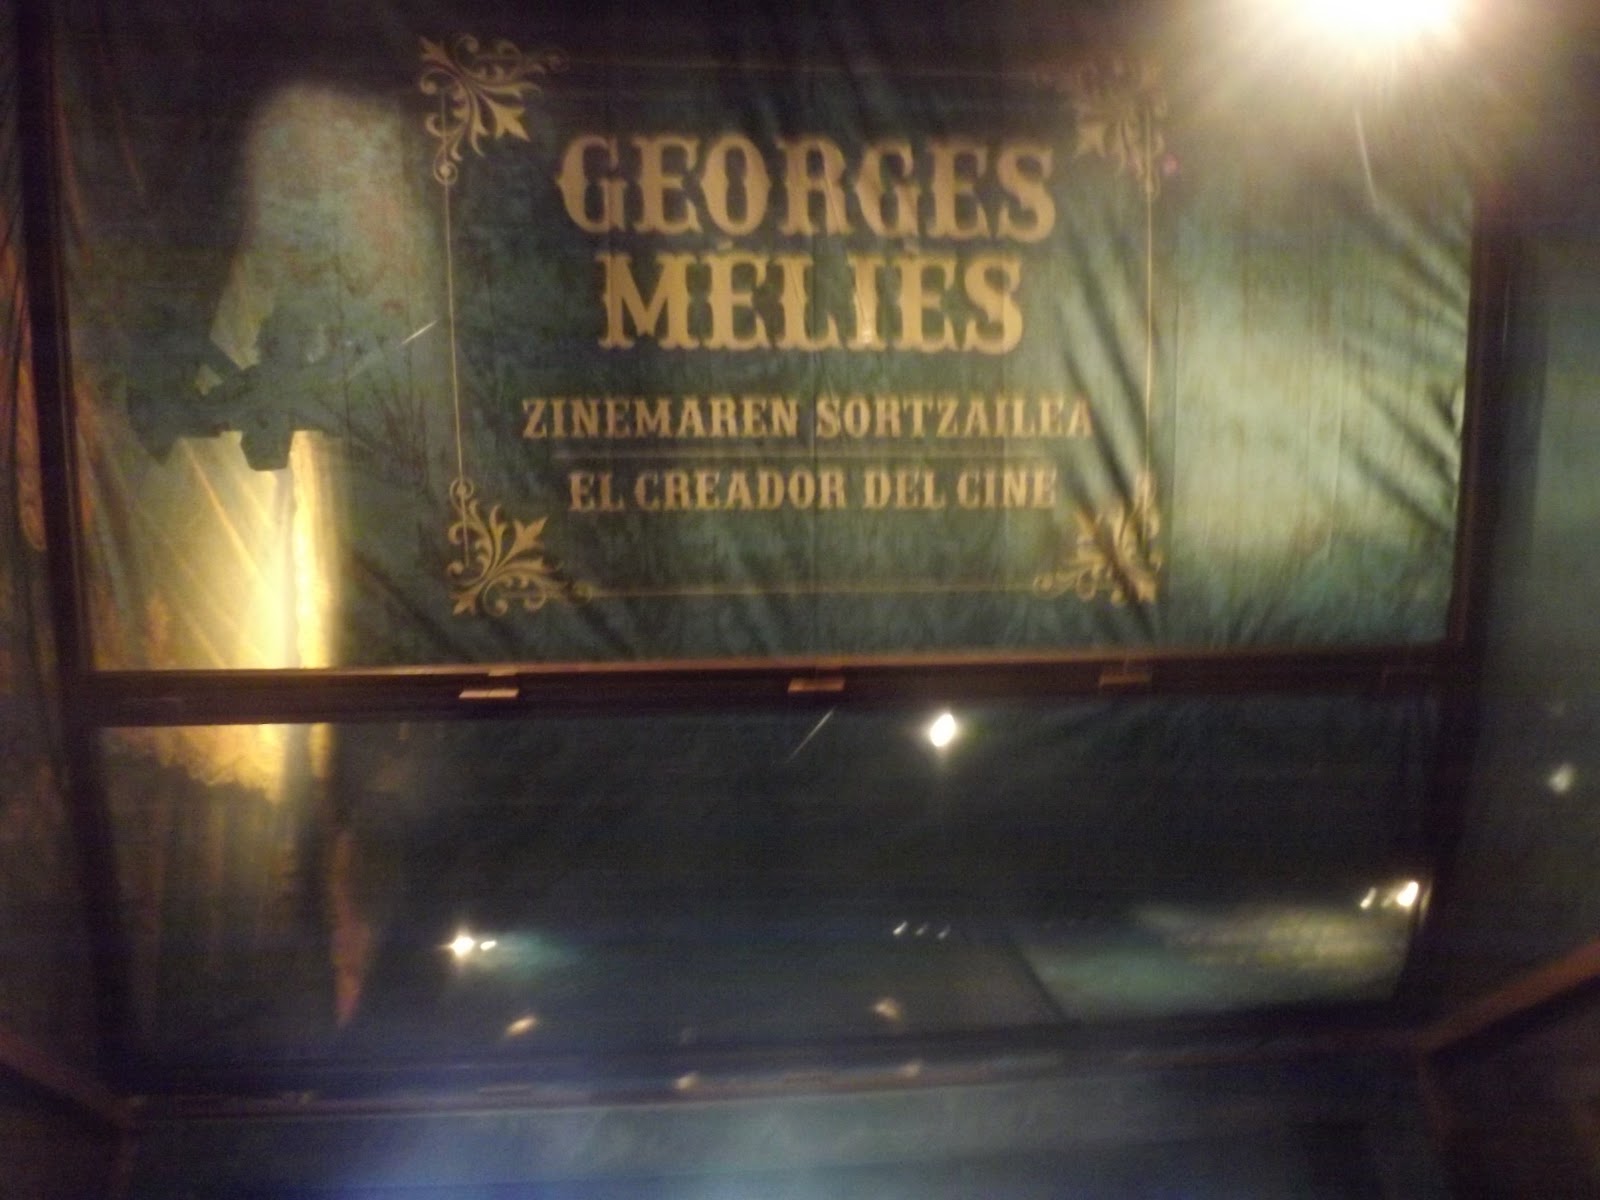 GEORGES
MÉLIÈS
ZINEMAREN SORTZAILEA
EL CREADOR DEL CINE